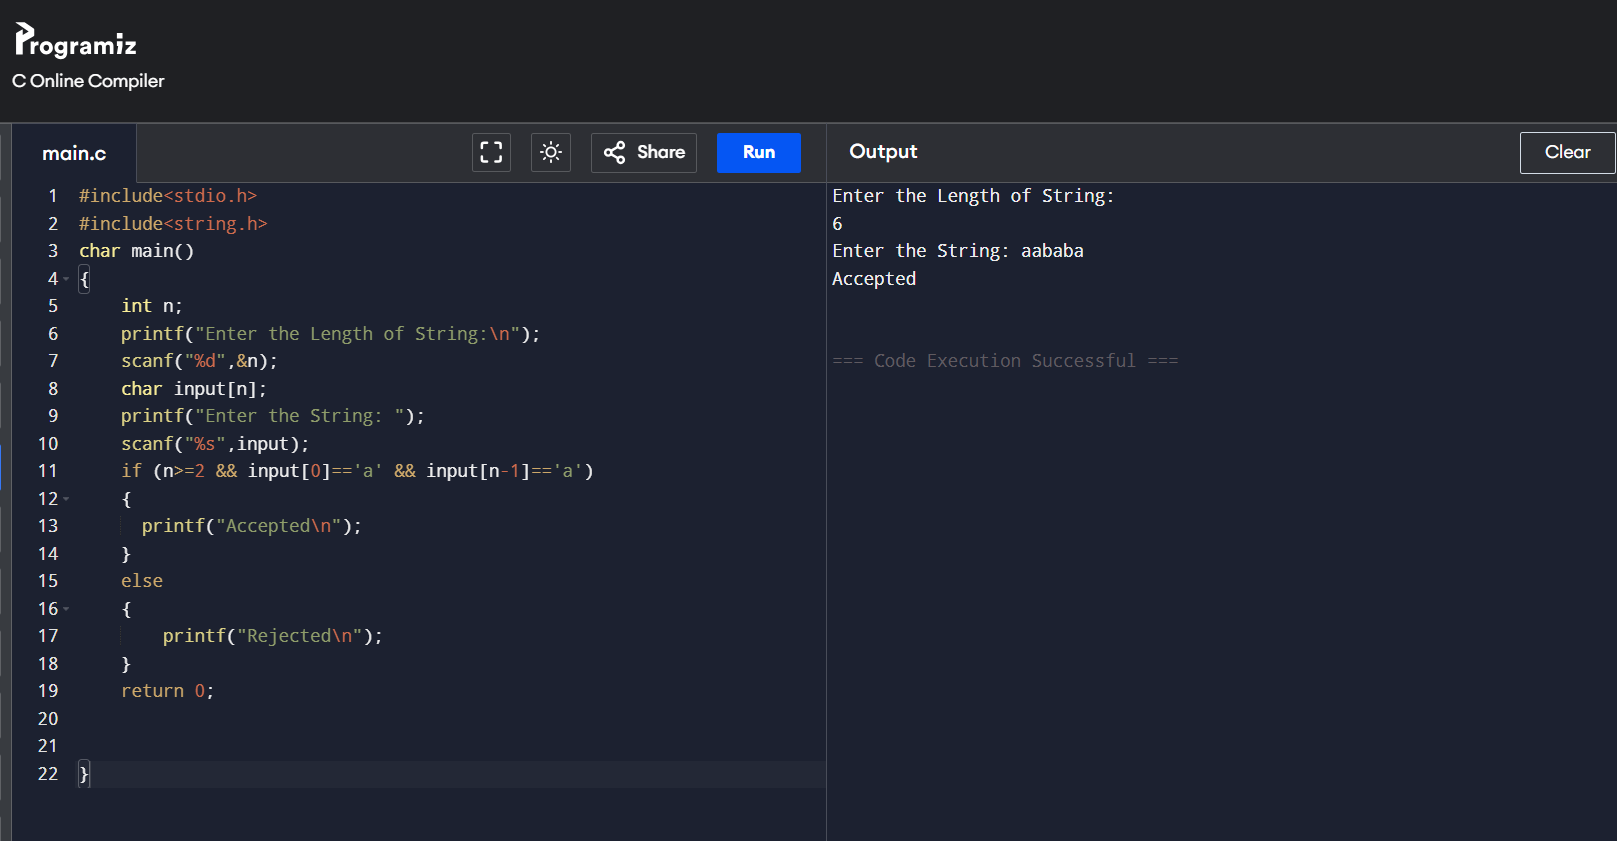 Programiz
C Online Compiler
main.c
Share
Run
Output
Clear
1 #include<stdio.h>
2 #include<string.h>
3 char main()
4 {
5     int n;
6     printf("Enter the Length of String:\n");
7     scanf("%d",&n);
8     char input[n];
9     printf("Enter the String: ");
10     scanf("%s",input);
11     if (n>=2 && input[0]=='a' && input[n-1]=='a')
12     {
13       printf("Accepted\n");
14     }
15     else
16     {
17         printf("Rejected\n");
18     }
19     return 0;
20
21
22 }
Enter the Length of String:
6
Enter the String: aababa
Accepted
=== Code Execution Successful ===